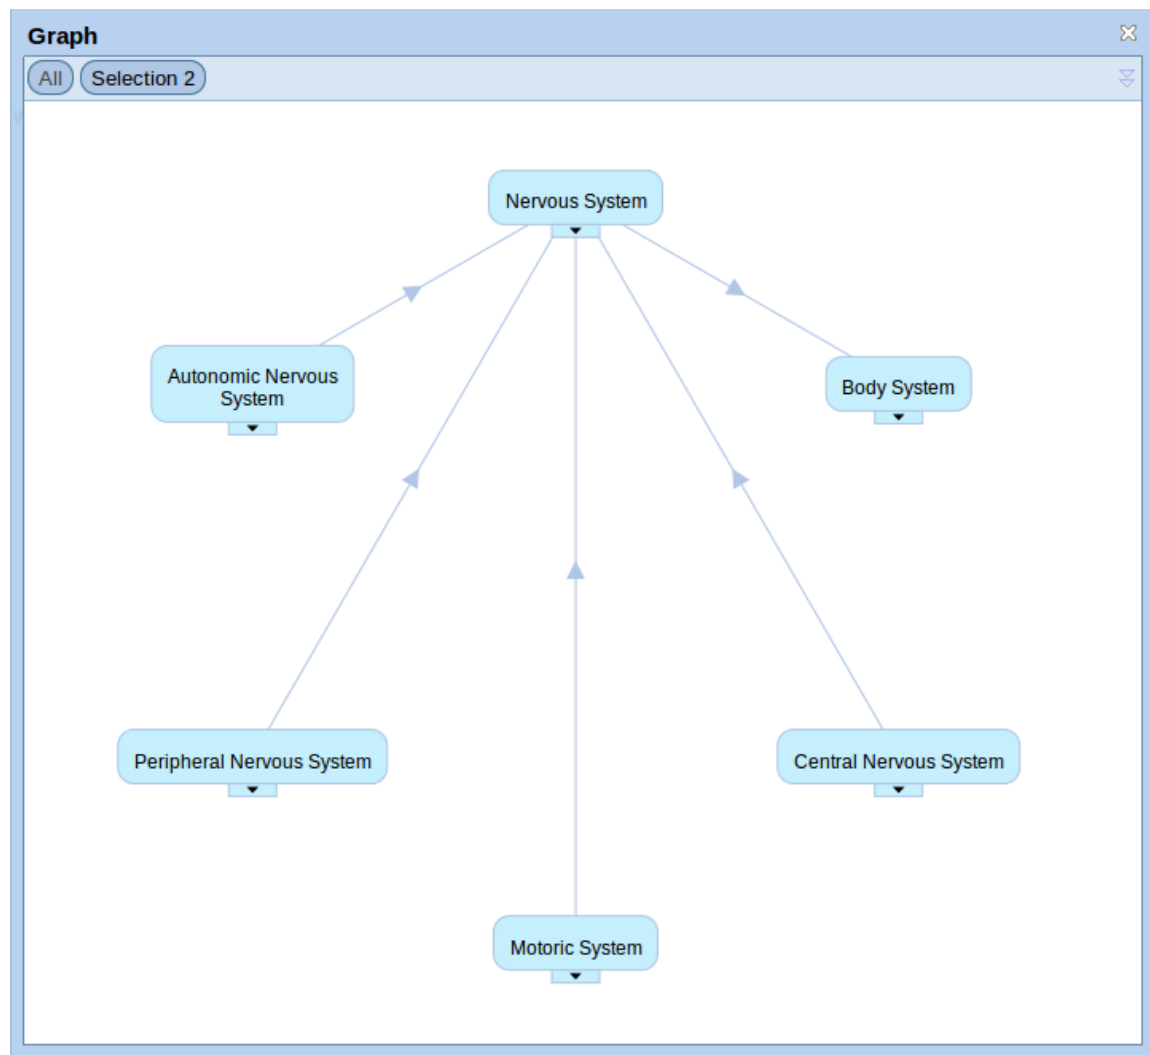 Graph
All
Selection 2
Nervous System
Autonomic Nervous
System
Body System
Peripheral Nervous System
Central Nervous System
Motoric System